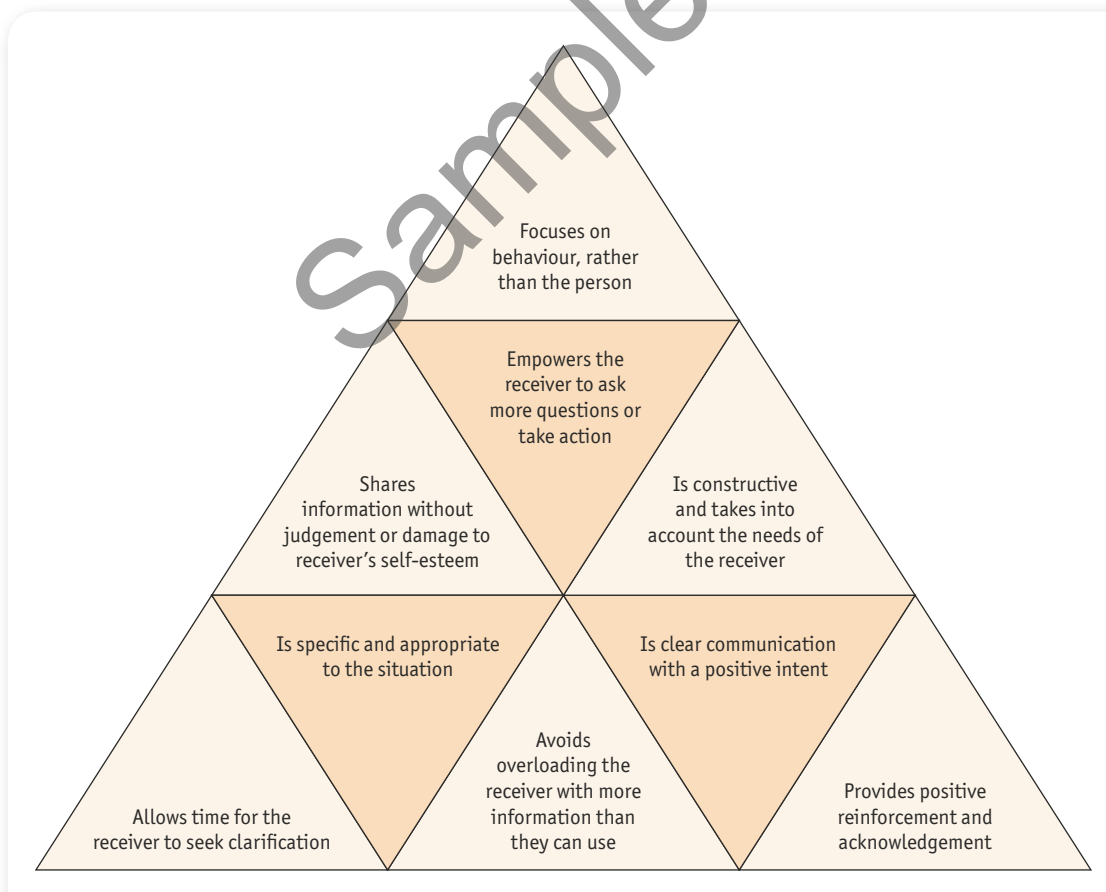 Sample
Focuses on
behaviour, rather
than the person
Empowers the
receiver to ask
more questions or
take action
Shares
information without
judgement or damage to
receiver's self-esteem
Is constructive
and takes into
account the needs of
the receiver
Is specific and appropriate
to the situation
Is clear communication
with a positive intent
Allows time for the
receiver to seek clarification
Avoids
overloading the
receiver with more
information than
they can use
Provides positive
reinforcement and
acknowledgement